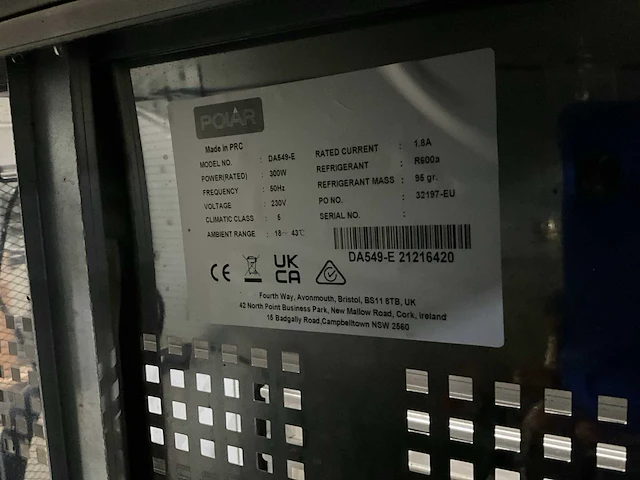 POLAR
Made in PRC
MODEL NO. : DA549-E
POWER(RATED) : 300W
FREQUENCY : 50Hz
VOLTAGE : 230V
CLIMATIC CLASS : 5
AMBIENT RANGE : 18~ 43℃
RATED CURRENT : 1.8A
REFRIGERANT : R600a
REFRIGERANT MASS : 95 gr.
PO NO. : 32197-EU
SERIAL NO. :
DA549-E 21216420
CE UK CA
Fourth Way, Avonmouth, Bristol, BS11 8TB, UK
42 North Point Business Park, New Mallow Road, Cork, Ireland
15 Badgally Road,Campbelltown NSW 2560